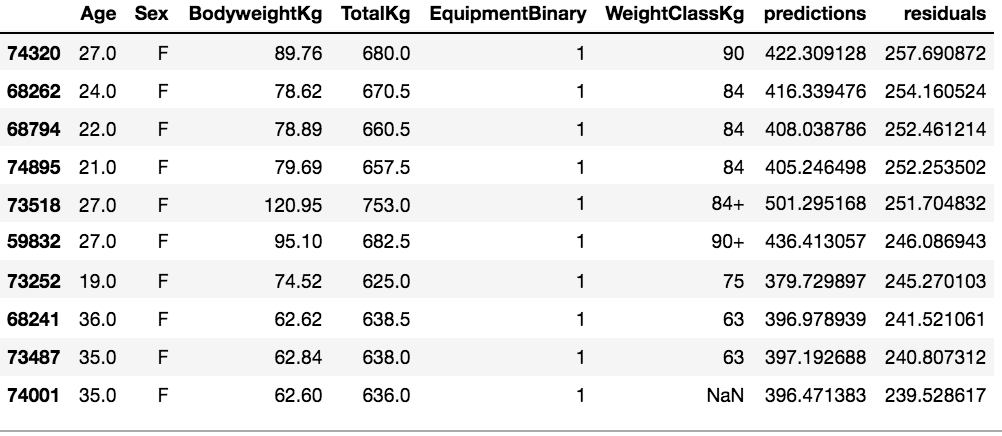 Age Sex BodyweightKg TotalKg EquipmentBinary WeightClassKg predictions residuals
74320 27.0 F 89.76 680.0 1 90 422.309128 257.690872
68262 24.0 F 78.62 670.5 1 84 416.339476 254.160524
68794 22.0 F 78.89 660.5 1 84 408.038786 252.461214
74895 21.0 F 79.69 657.5 1 84 405.246498 252.253502
73518 27.0 F 120.95 753.0 1 84+ 501.295168 251.704832
59832 27.0 F 95.10 682.5 1 90+ 436.413057 246.086943
73252 19.0 F 74.52 625.0 1 75 379.729897 245.270103
68241 36.0 F 62.62 638.5 1 63 396.978939 241.521061
73487 35.0 F 62.84 638.0 1 63 397.192688 240.807312
74001 35.0 F 62.60 636.0 1 NaN 396.471383 239.528617